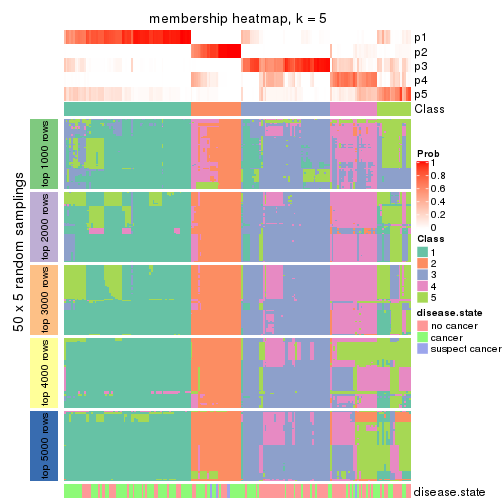 membership heatmap, k = 5
p1
p2
p3
p4
p5
Class
50 x 5 random samplings
top 1000 rows
top 2000 rows
top 3000 rows
top 4000 rows
top 5000 rows
disease.state
Prob
1
0.8
0.6
0.4
0.2
0
Class
1
2
3
4
5
disease.state
no cancer
cancer
suspect cancer